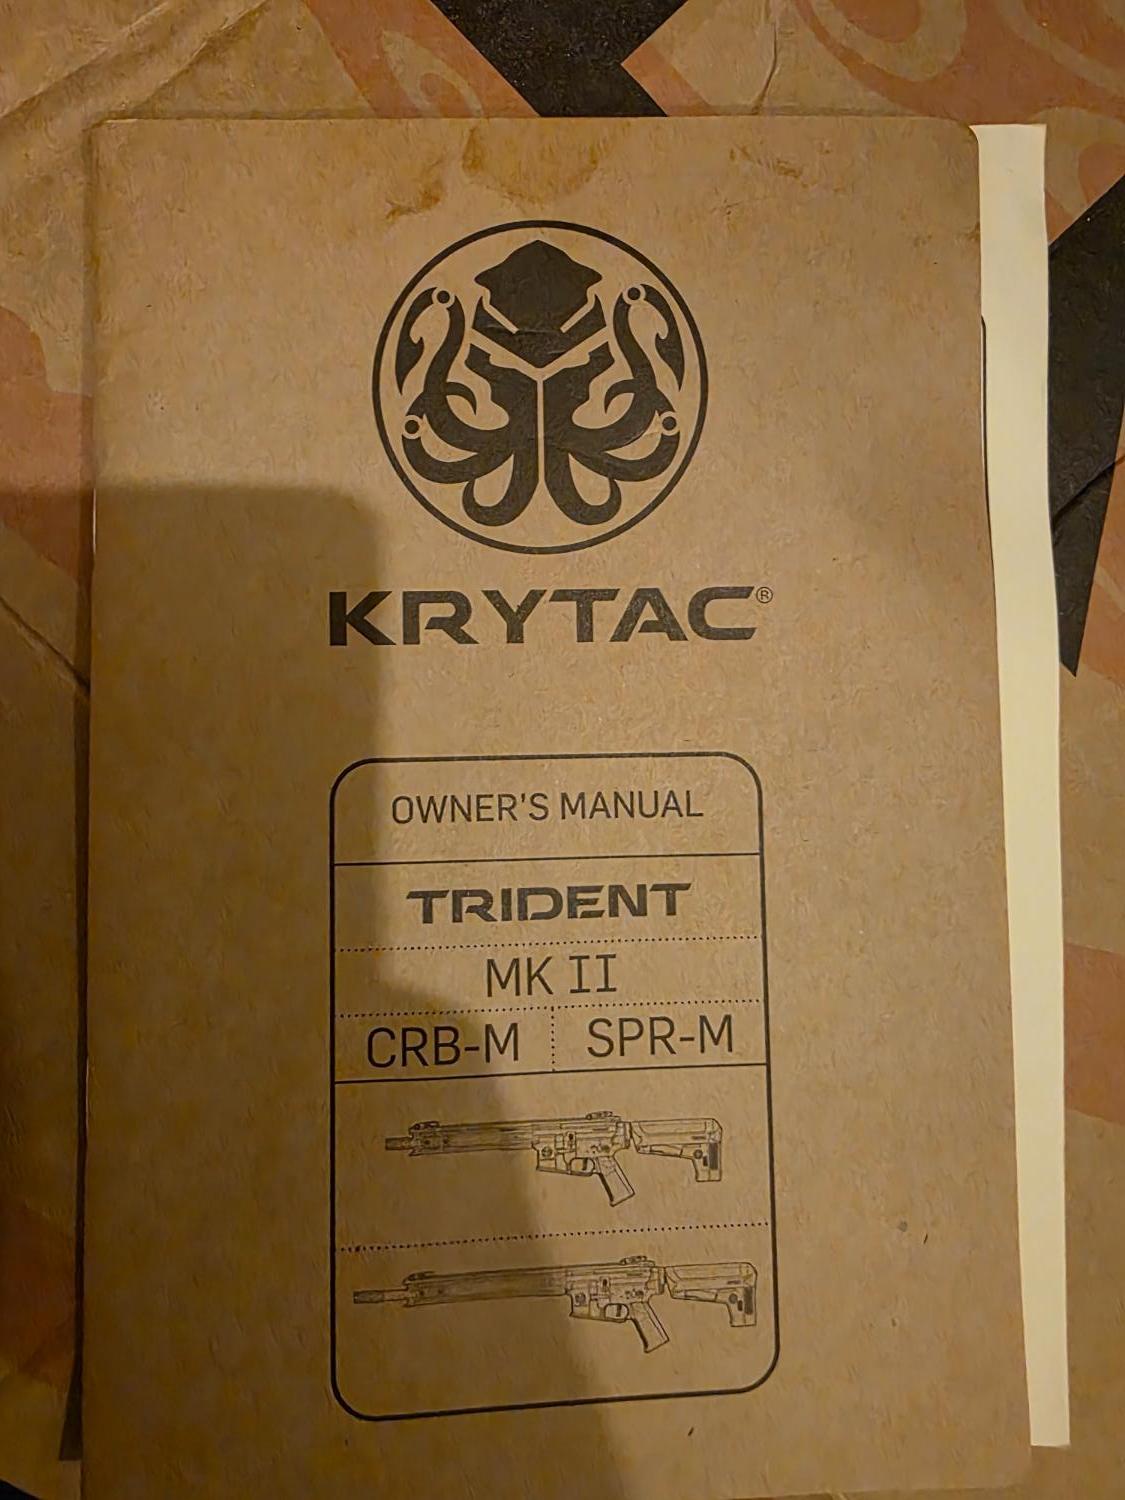 KRYTAC®
OWNER'S MANUAL
TRIDENT
MK II
CRB-M SPR-M